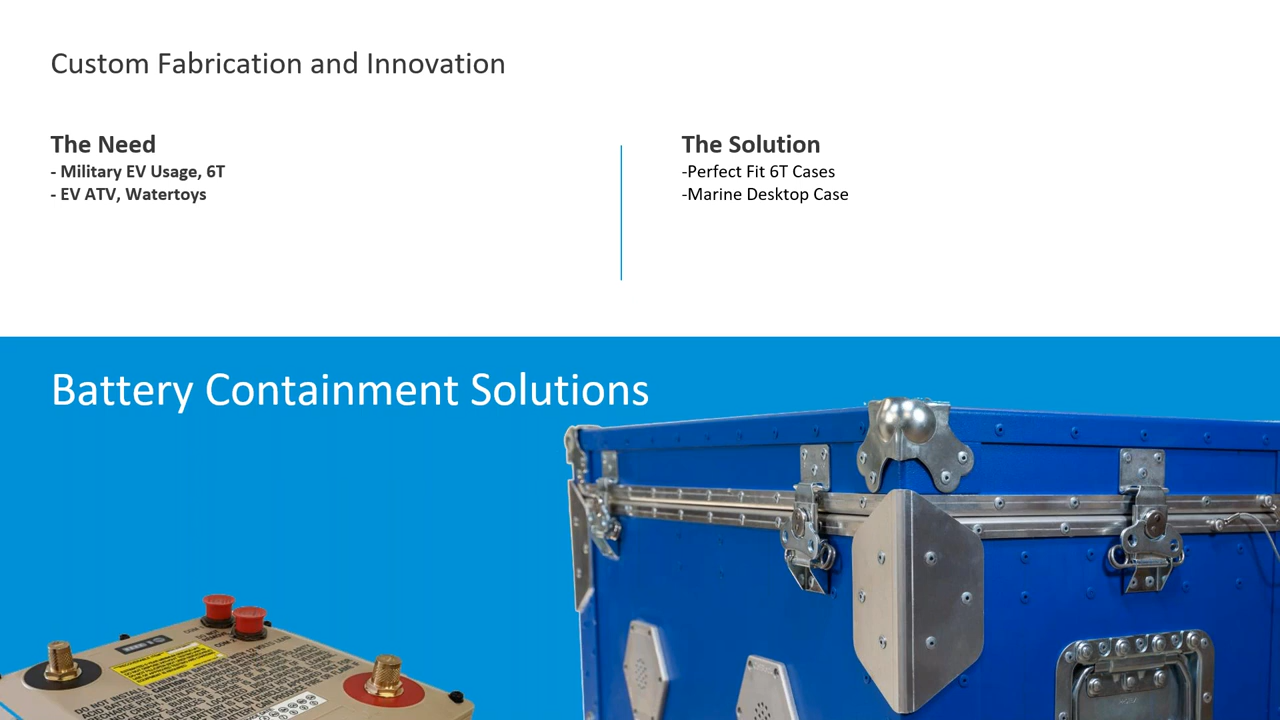 Custom Fabrication and Innovation
The Need
- Military EV Usage, 6T
- EV ATV, Watertoys
The Solution
-Perfect Fit 6T Cases
-Marine Desktop Case
Battery Containment Solutions